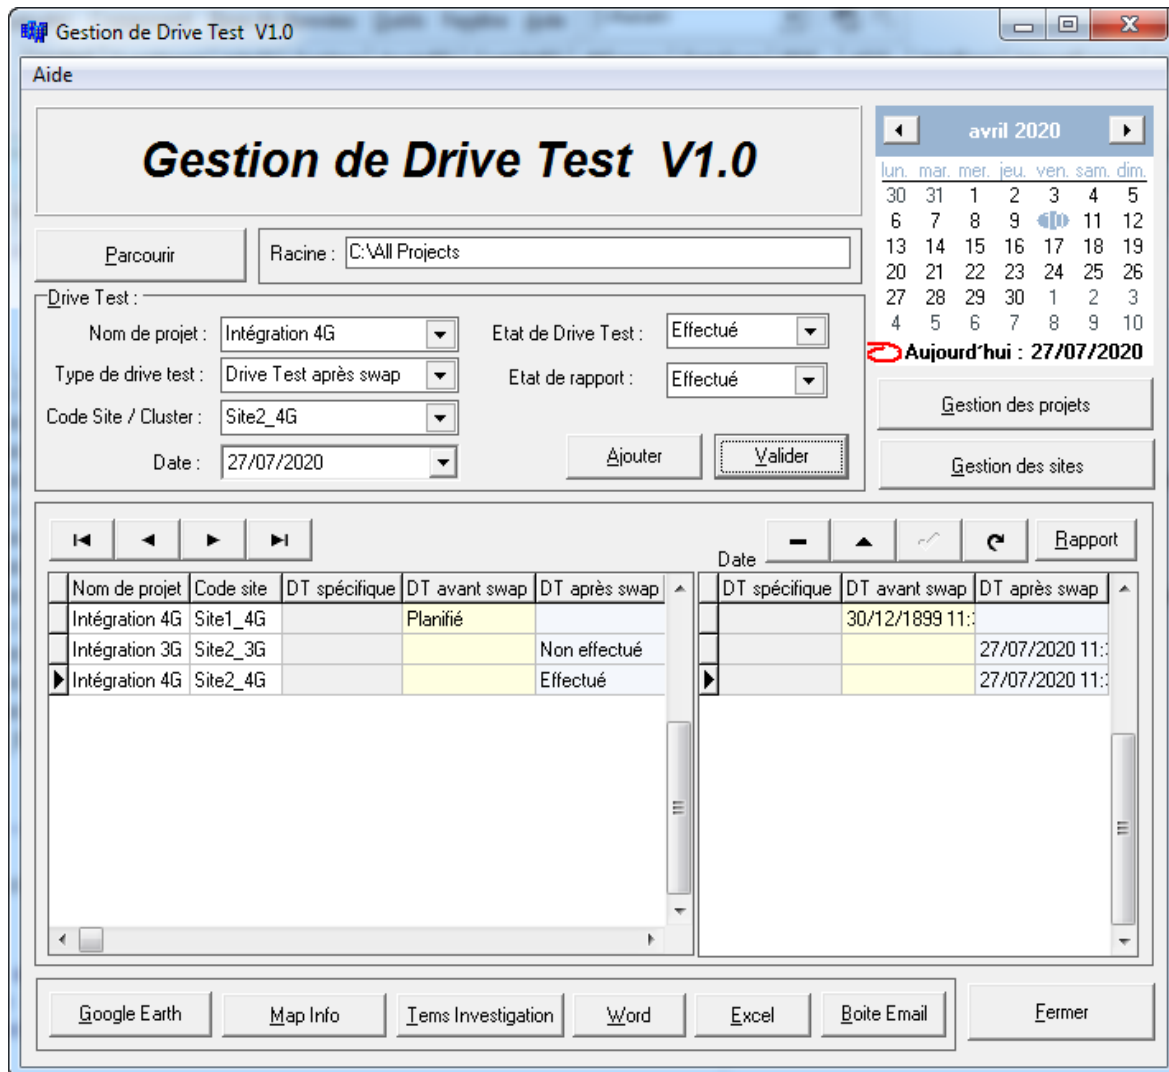 Gestion de Drive Test V1.0
Aide
Gestion de Drive Test V1.0
avril 2020
lun. mar. mer. jeu. ven. sam. dim.
30 31 1 2 3 4 5
6 7 8 9 11 12
13 14 15 16 17 18 19
20 21 22 23 24 25 26
27 28 29 30 1 2 3
4 5 6 7 8 9 10
Aujourd'hui : 27/07/2020
Parcourir
Racine : C:\All Projects
Drive Test :
Nom de projet : Intégration 4G Etat de Drive Test : Effectué
Type de drive test : Drive Test après swap Etat de rapport : Effectué
Code Site / Cluster : Site2_4G
Date : 27/07/2020
Ajouter Valider
Gestion des projets
Gestion des sites
Date
Rapport
Nom de projet Code site DT spécifique DT avant swap DT après swap
Intégration 4G Site1_4G Planifié
Intégration 3G Site2_3G Non effectué
Intégration 4G Site2_4G Effectué
DT spécifique DT avant swap DT après swap
30/12/1899 11:
27/07/2020 11:
27/07/2020 11:
Google Earth Map Info Tems Investigation Word Excel Boite Email Fermer